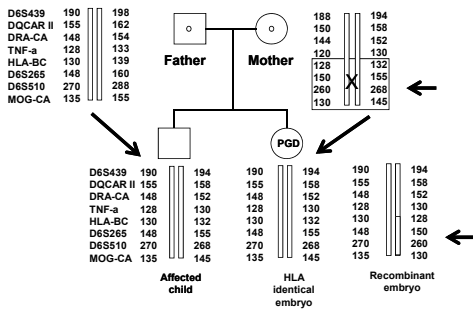 D6S439 190 198
DQCAR II 155 162
DRA-CA 148 154
TNF-a 128 133
HLA-BC 130 139
D6S265 148 160
D6S510 270 288
MOG-CA 135 155
Father
Mother
188 194
150 158
144 152
120 130
128 132
150 X 155
260 268
130 145
PGD
D6S439 190 194
DQCAR II 155 158
DRA-CA 148 152
TNF-a 128 130
HLA-BC 130 132
D6S265 148 155
D6S510 270 268
MOG-CA 135 145
Affected
child
190 194
155 158
148 152
128 130
130 132
148 155
270 268
135 145
HLA
identical
embryo
190 194
155 158
148 152
128 130
130 128
148 150
270 260
135 130
Recombinant
embryo